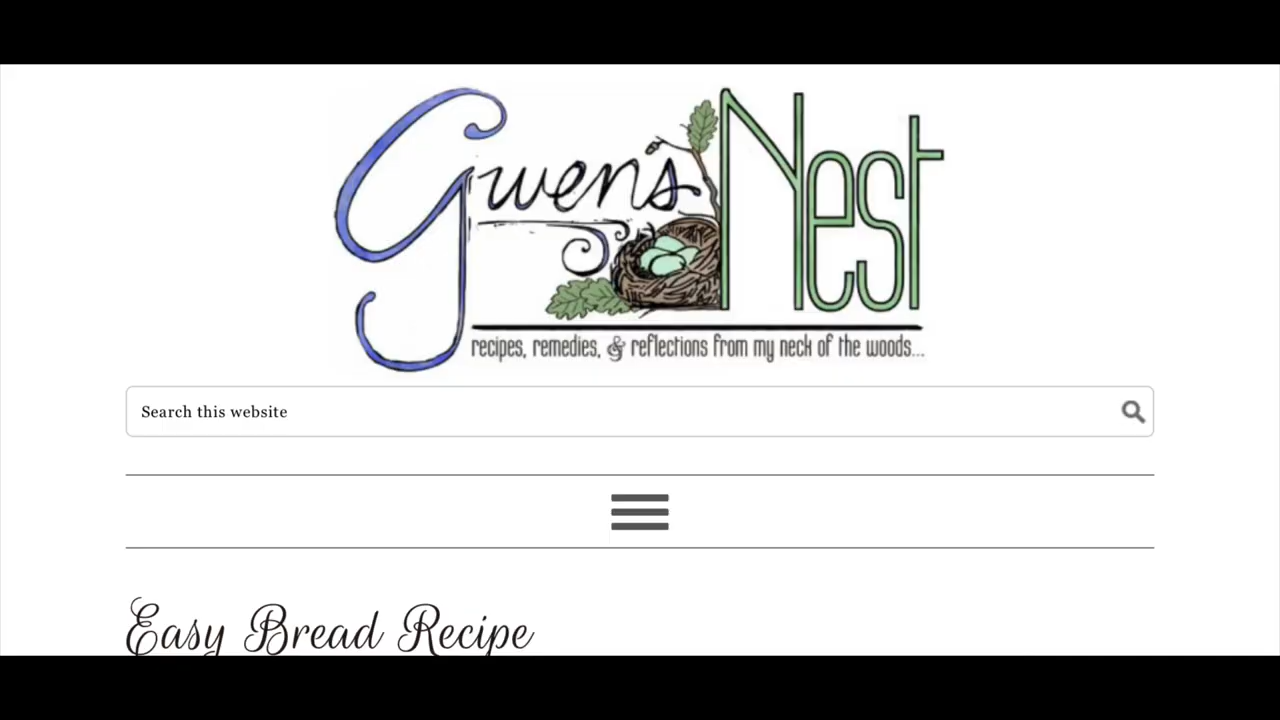 Gwen's Nest
recipes, remedies, & reflections from my neck of the woods...
Search this website
Easy Bread Recipe